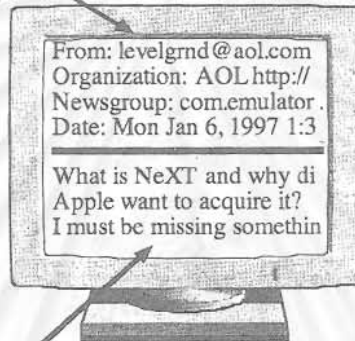 From: levelgrnd@aol.com
Organization: AOL http://
Newsgroup: com.emulator.
Date: Mon Jan 6, 1997 1:3
What is NeXT and why di
Apple want to acquire it?
I must be missing somethin